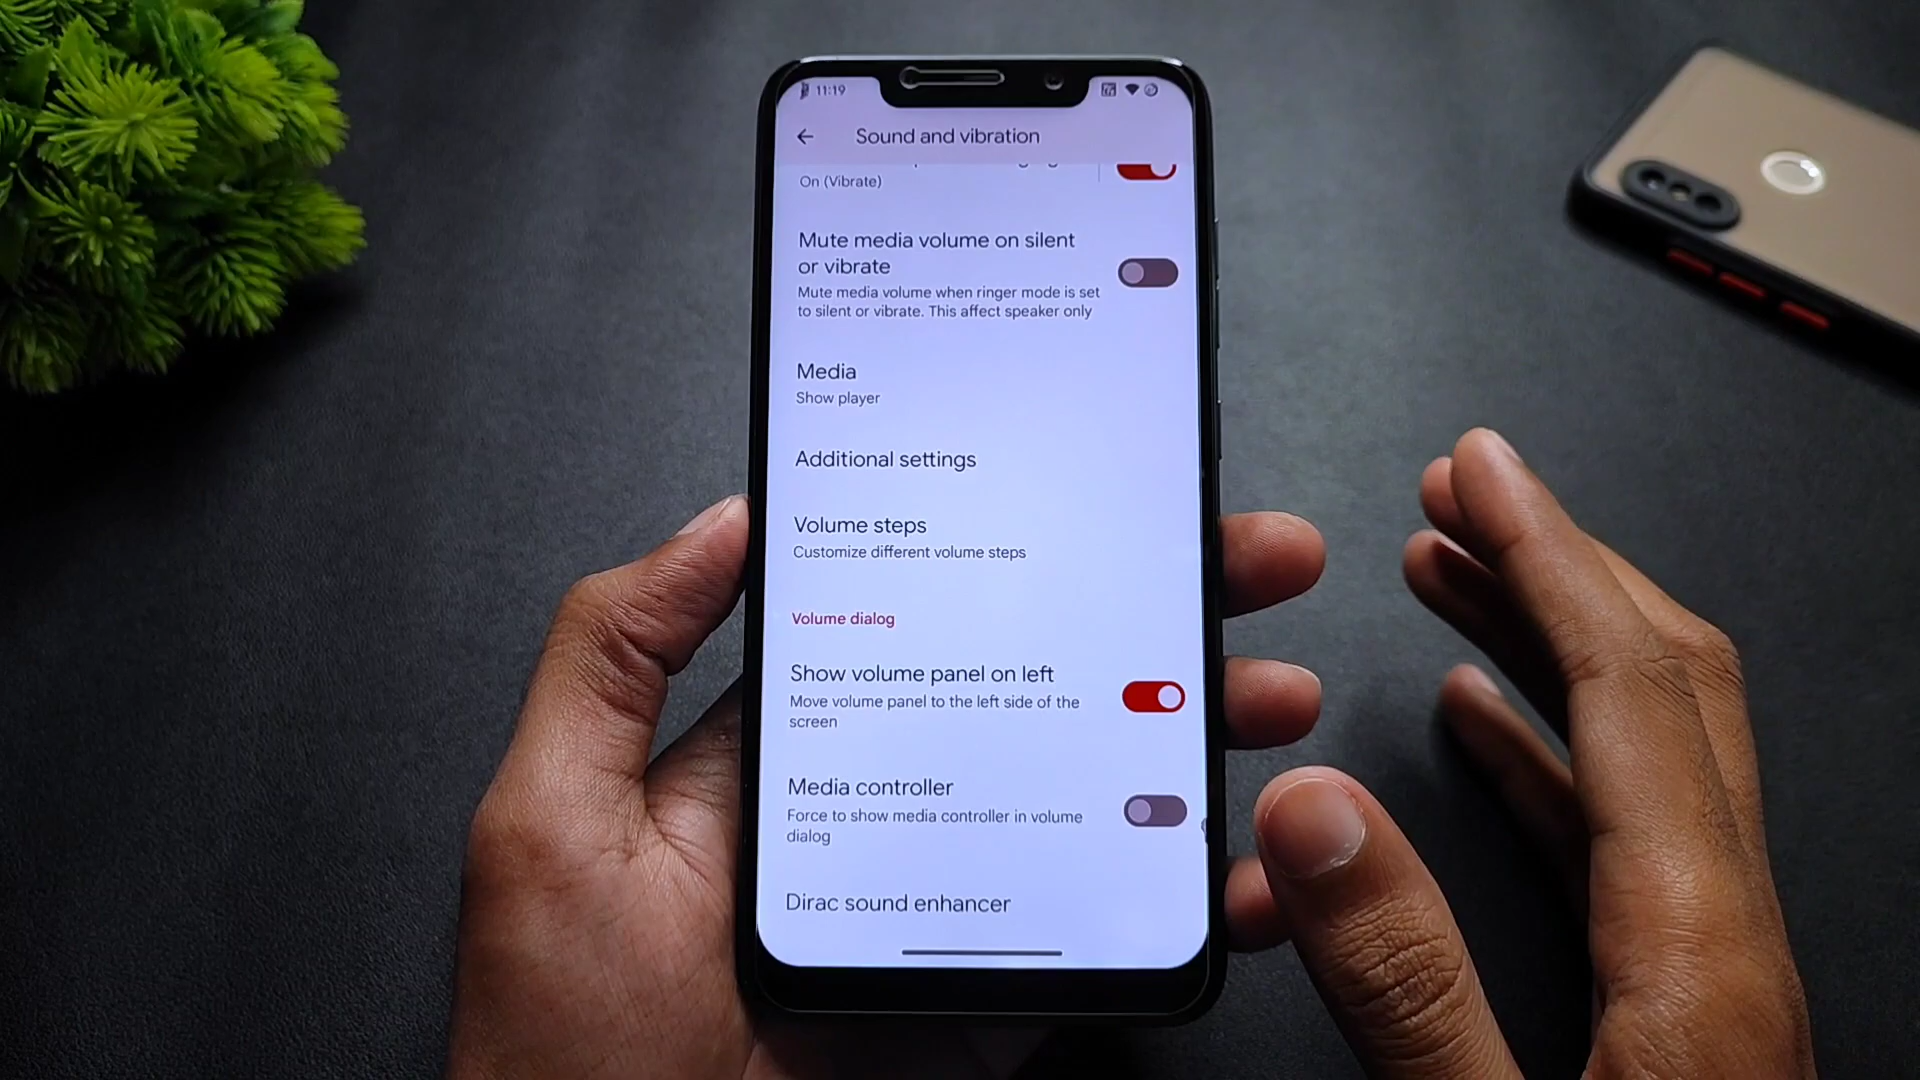 11:19
Sound and vibration
On (Vibrate)
Mute media volume on silent
or vibrate
Mute media volume when ringer mode is set
to silent or vibrate. This affect speaker only
Media
Show player
Additional settings
Volume steps
Customize different volume steps
Volume dialog
Show volume panel on left
Move volume panel to the left side of the
screen
Media controller
Force to show media controller in volume
dialog
Dirac sound enhancer